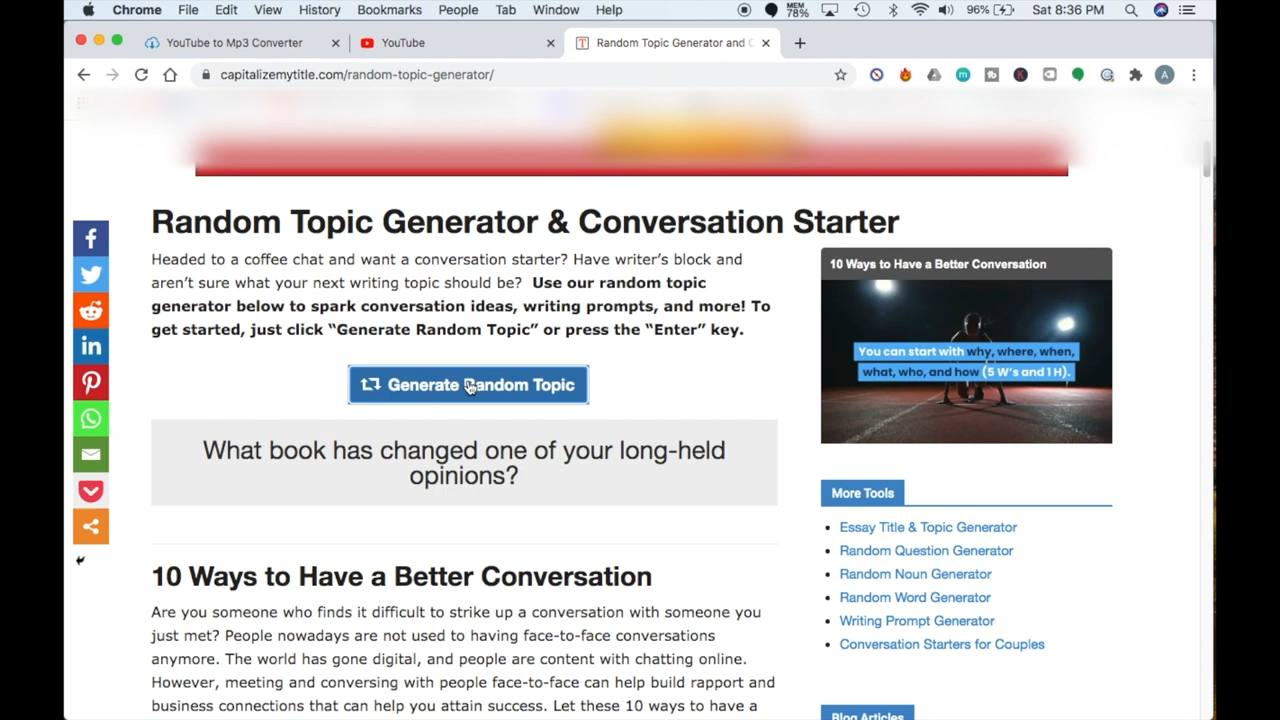 Chrome File Edit View History Bookmarks People Tab Window Help MEM 78% 96% Sat 8:36 PM
YouTube to Mp3 Converter YouTube Random Topic Generator and C
capitalizemytitle.com/random-topic-generator/ A
Random Topic Generator & Conversation Starter
Headed to a coffee chat and want a conversation starter? Have writer's block and
aren't sure what your next writing topic should be? Use our random topic
generator below to spark conversation ideas, writing prompts, and more! To
get started, just click “Generate Random Topic” or press the “Enter” key.
Generate Random Topic
What book has changed one of your long-held
opinions?
10 Ways to Have a Better Conversation
Are you someone who finds it difficult to strike up a conversation with someone you
just met? People nowadays are not used to having face-to-face conversations
anymore. The world has gone digital, and people are content with chatting online.
However, meeting and conversing with people face-to-face can help build rapport and
business connections that can help you attain success. Let these 10 ways to have a
10 Ways to Have a Better Conversation
You can start with why, where, when,
what, who, and how (5 W's and 1 H).
More Tools
Essay Title & Topic Generator
Random Question Generator
Random Noun Generator
Random Word Generator
Writing Prompt Generator
Conversation Starters for Couples
Blog Articles